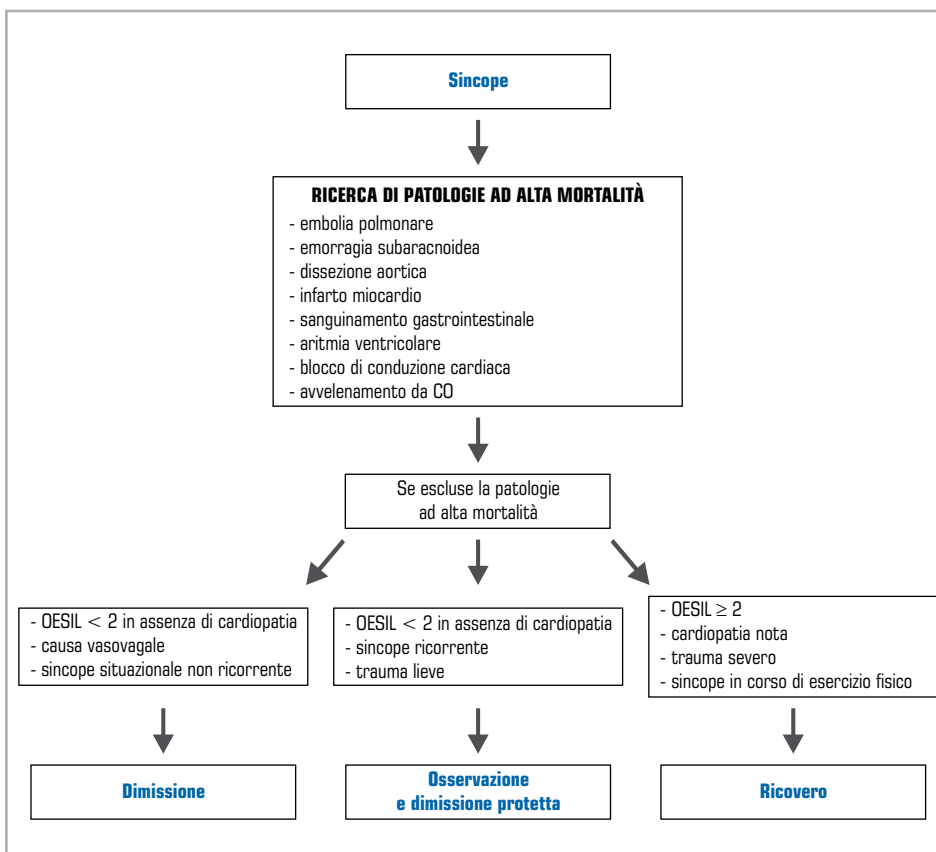 Sincope
RICERCA DI PATOLOGIE AD ALTA MORTALITÀ
- embolia polmonare
- emorragia subaracnoidea
- dissezione aortica
- infarto miocardio
- sanguinamento gastrointestinale
- aritmia ventricolare
- blocco di conduzione cardiaca
- avvelenamento da CO
Se escluse la patologie
ad alta mortalità
- OESIL < 2 in assenza di cardiopatia
- causa vasovagale
- sincope situazionale non ricorrente
- OESIL < 2 in assenza di cardiopatia
- sincope ricorrente
- trauma lieve
- OESIL ≥ 2
- cardiopatia nota
- trauma severo
- sincope in corso di esercizio fisico
Dimissione
Osservazione
e dimissione protetta
Ricovero